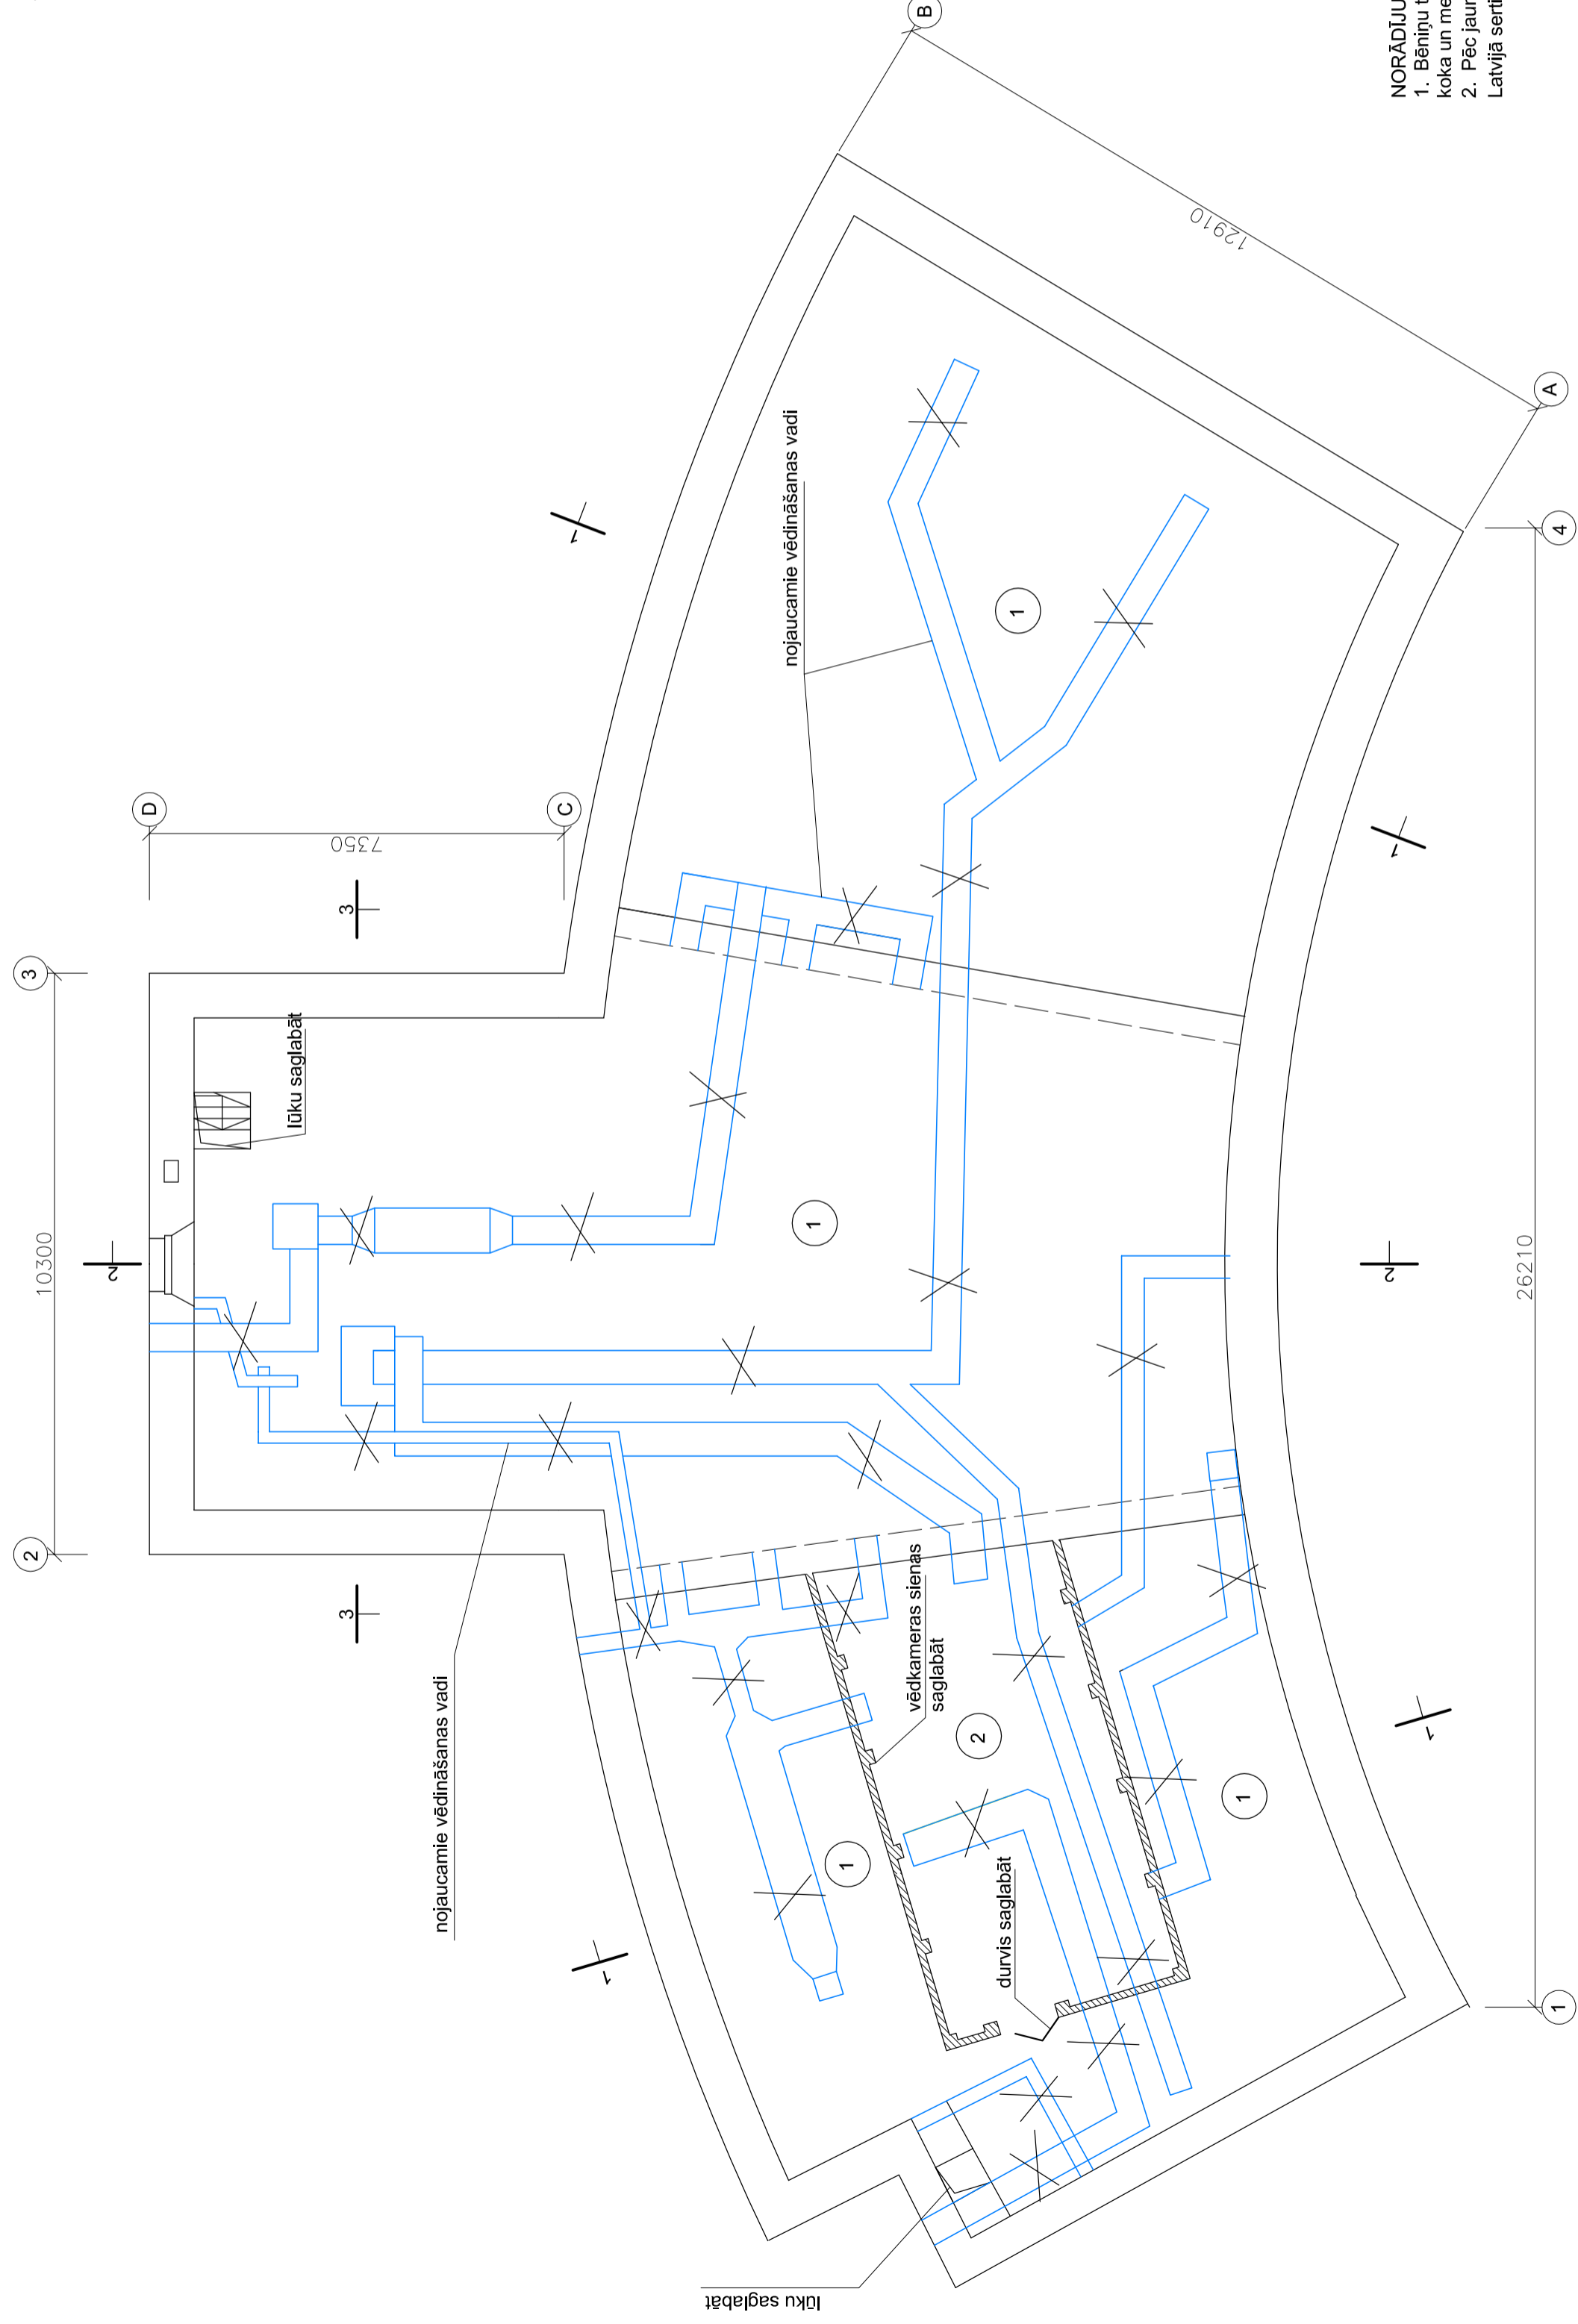 NORĀDĪJU
1. Bēniņu t
koka un me
2. Pēc jaun
Latvijā serti
B
12910
A
4
26210
1
nojaucamie vēdināšanas vadi
1
1
1
D
7350
C
3
3
10300
2
2
lūku saglabāt
1
2
3
nojaucamie vēdināšanas vadi
vēdkameras sienas
saglabāt
2
1
1
durvis saglabāt
1
1
lūku saglabāt